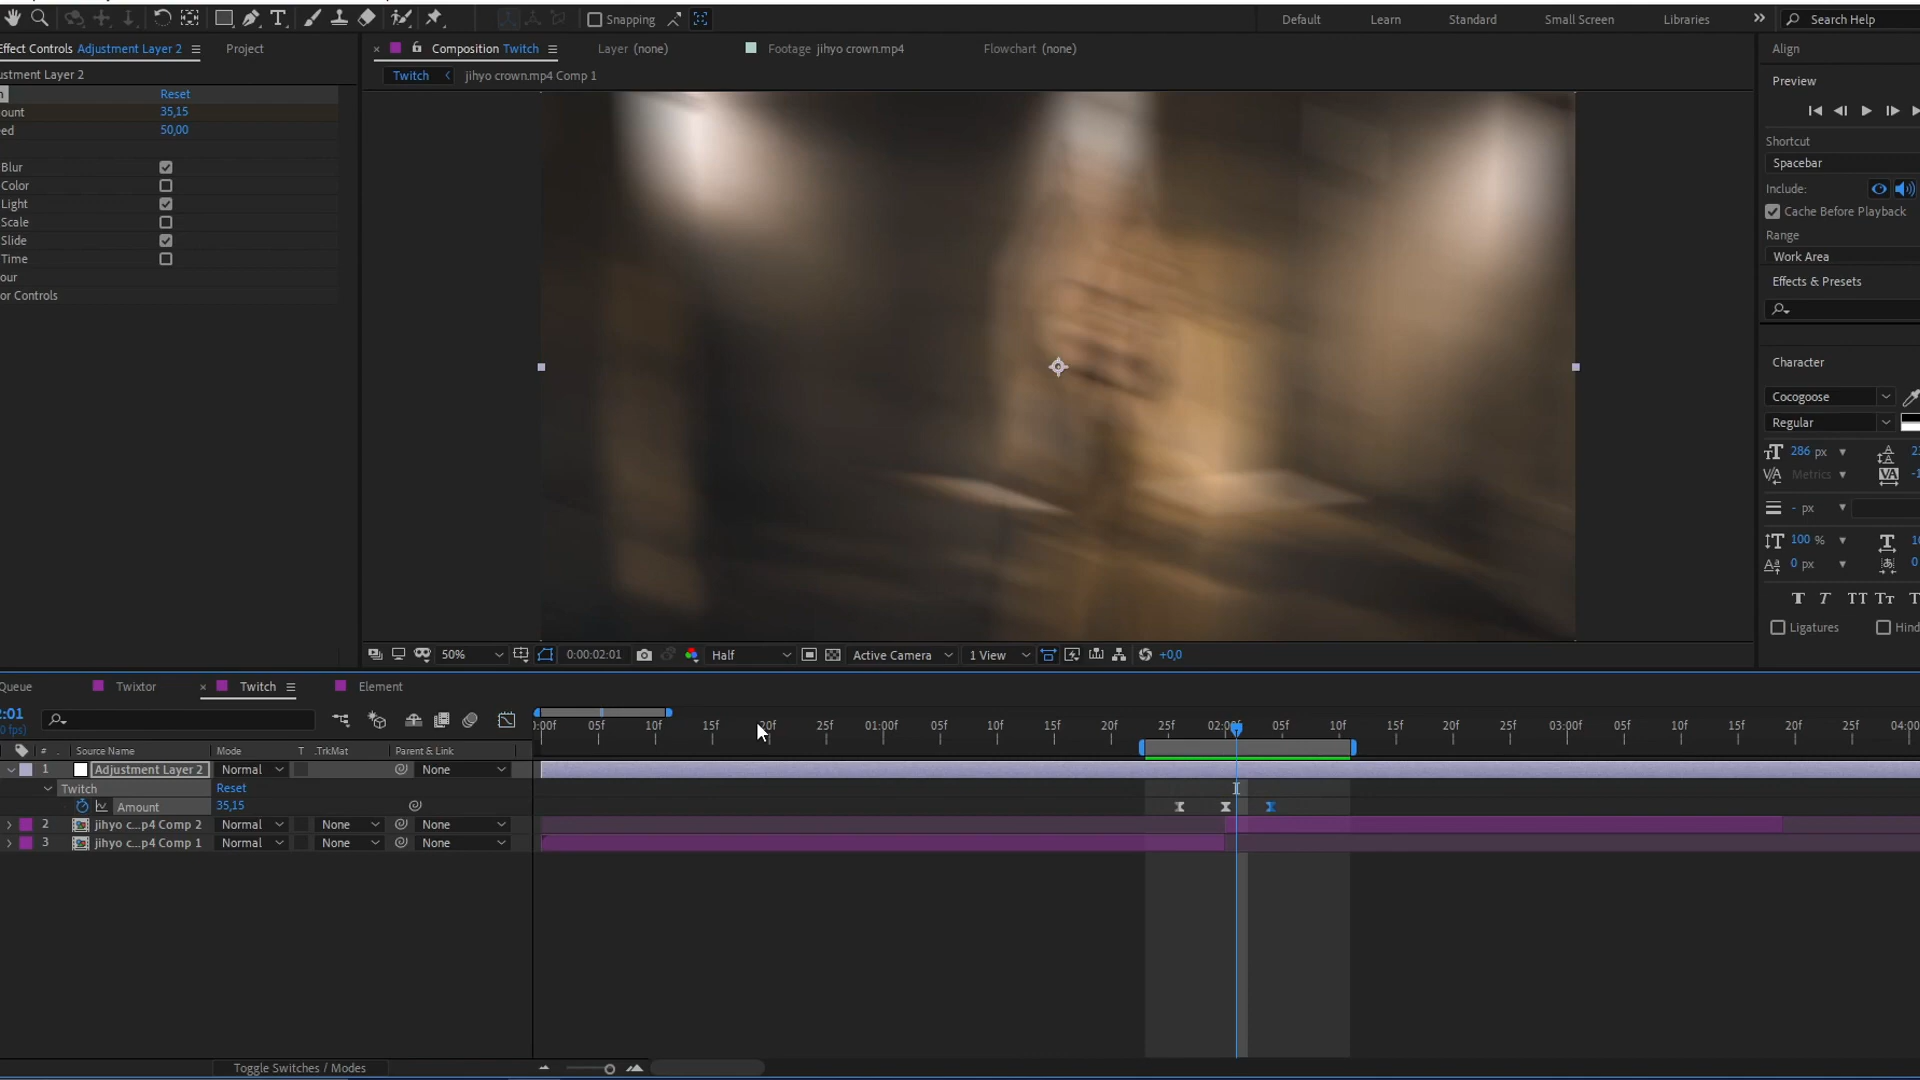 Snapping
Default
Learn
Standard
Small Screen
Libraries
Search Help
Effect Controls Adjustment Layer 2
Project
Composition Twitch
Layer (none)
Footage jihyo crown.mp4
Flowchart (none)
Align
ustment Layer 2
Twitch
jihyo crown.mp4 Comp 1
Preview
Reset
ount 35,15
eed 50,00
Blur
Color
Light
Scale
Slide
Time
our
or Controls
Shortcut
Spacebar
Include:
Cache Before Playback
Range
Work Area
Effects & Presets
Character
Cocogoose
Regular
286 px
Metrics
- px
100 %
0 px
Ligatures
Hind
50%
0:00:02:01
Half
Active Camera
1 View
+0,0
Queue
Twixtor
Twitch
Element
2:01
0 fps)
:00f 05f 10f 15f 20f 25f 01:00f 05f 10f 15f 20f 25f 02:00f 05f 10f 15f 20f 25f 03:00f 05f 10f 15f 20f 25f 04:00
# Source Name Mode T .TrkMat Parent & Link
1 Adjustment Layer 2 Normal None
Twitch Reset
Amount 35,15
2 jihyo c...p4 Comp 2 Normal None None
3 jihyo c...p4 Comp 1 Normal None None
Toggle Switches / Modes